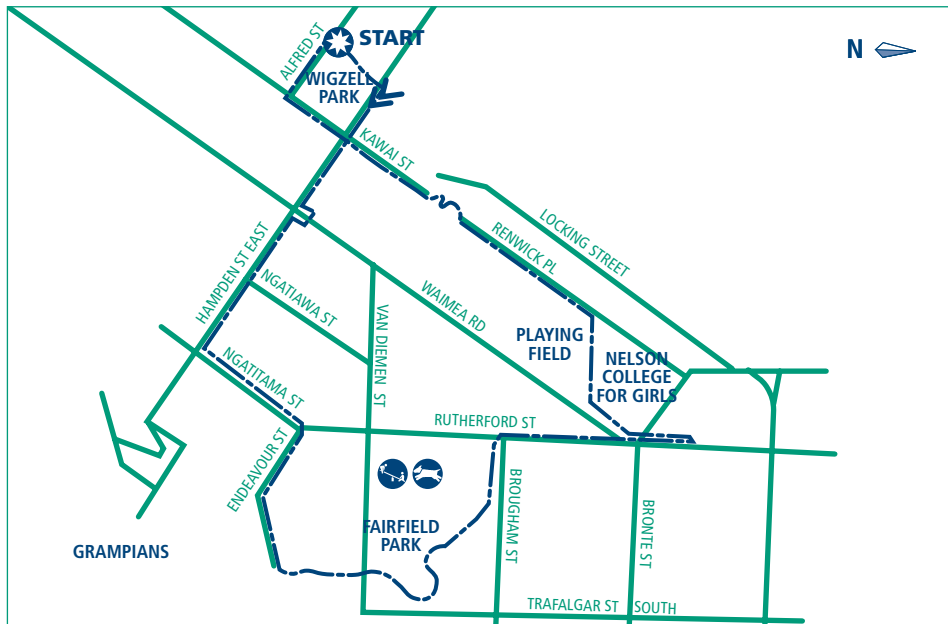 ALFRED ST
START
WIGZELL
PARK
N
KAWAI ST
LOCKING STREET
RENWICK PL
HAMPDEN ST EAST
NGATIAWA ST
WAIMEA RD
VAN DIEMEN ST
PLAYING
FIELD
NELSON
COLLEGE
FOR GIRLS
NGATITAMA ST
RUTHERFORD ST
ENDEAVOUR ST
BROUGHAM ST
BRONTE ST
FAIRFIELD
PARK
GRAMPIANS
TRAFALGAR ST SOUTH